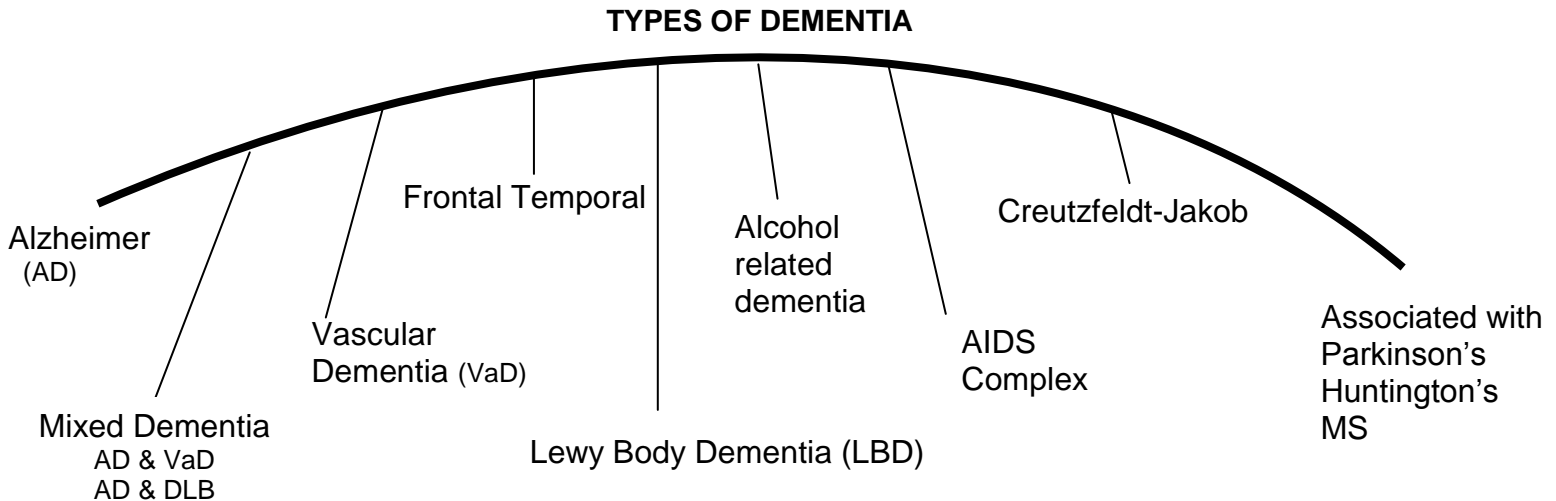 TYPES OF DEMENTIA
Alzheimer
(AD)
Mixed Dementia
AD & VaD
AD & DLB
Vascular
Dementia (VaD)
Frontal Temporal
Lewy Body Dementia (LBD)
Alcohol
related
dementia
AIDS
Complex
Creutzfeldt-Jakob
Associated with
Parkinson’s
Huntington’s
MS